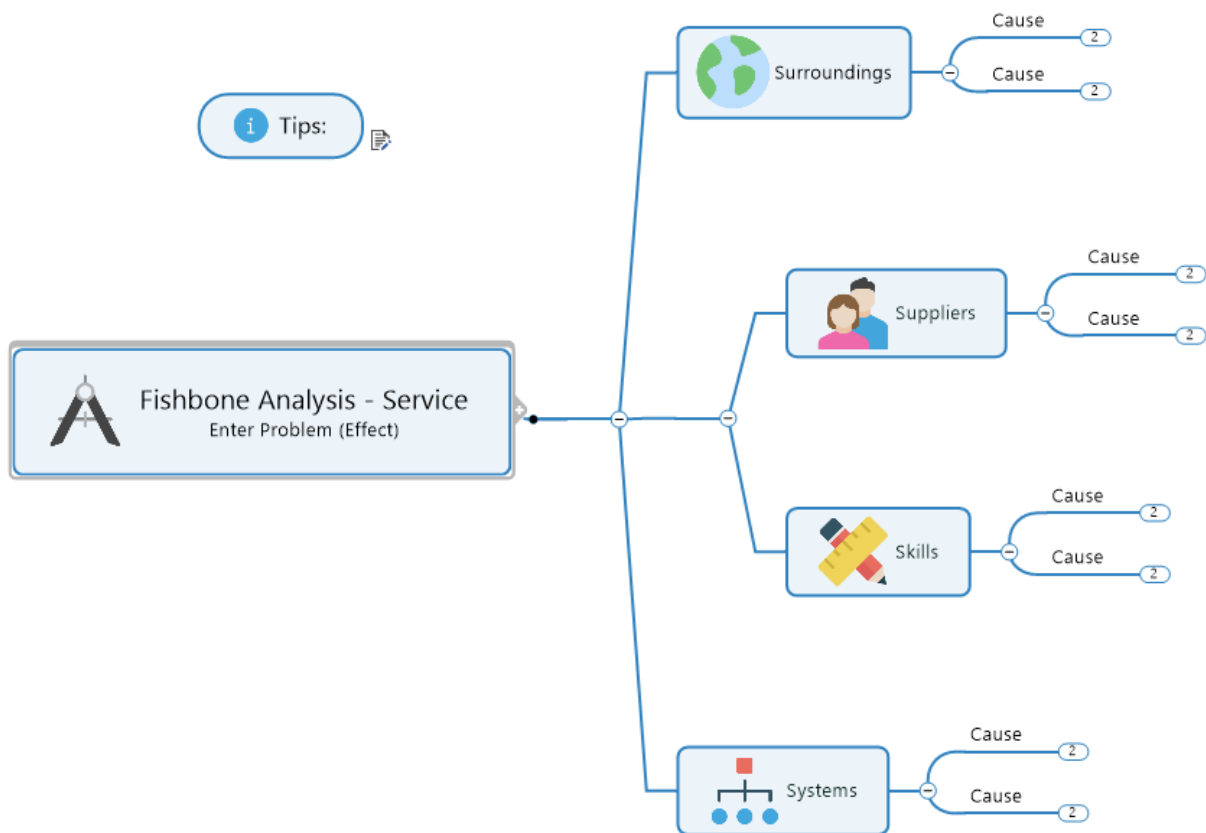 Cause
2
Surroundings
Cause
2
i Tips:
Cause
2
Suppliers
Cause
2
Fishbone Analysis - Service
Enter Problem (Effect)
Cause
2
Skills
Cause
2
Cause
2
Systems
Cause
2